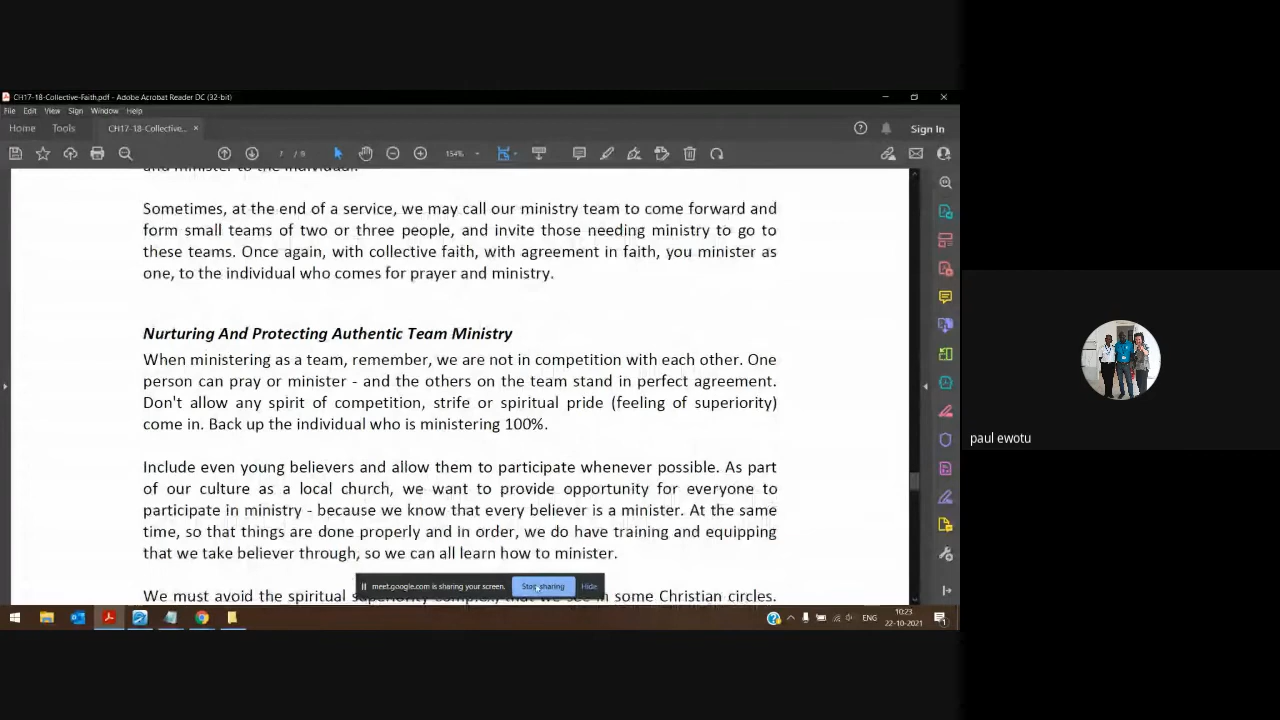 CH17-18-Collective-Faith.pdf - Adobe Acrobat Reader DC (32-bit)
File Edit View Sign Window Help
Home Tools CH17-18-Collective... × Sign In
7 / 9 154%
and minister to the individual.
Sometimes, at the end of a service, we may call our ministry team to come forward and
form small teams of two or three people, and invite those needing ministry to go to
these teams. Once again, with collective faith, with agreement in faith, you minister as
one, to the individual who comes for prayer and ministry.
Nurturing And Protecting Authentic Team Ministry
When ministering as a team, remember, we are not in competition with each other. One
person can pray or minister - and the others on the team stand in perfect agreement.
Don't allow any spirit of competition, strife or spiritual pride (feeling of superiority)
come in. Back up the individual who is ministering 100%.
Include even young believers and allow them to participate whenever possible. As part
of our culture as a local church, we want to provide opportunity for everyone to
participate in ministry - because we know that every believer is a minister. At the same
time, so that things are done properly and in order, we do have training and equipping
that we take believer through, so we can all learn how to minister.
meet.google.com is sharing your screen. Stop sharing Hide
We must avoid the spiritual superiority complex, that we see in some Christian circles.
ENG 10:23
22-10-2021
paul ewotu